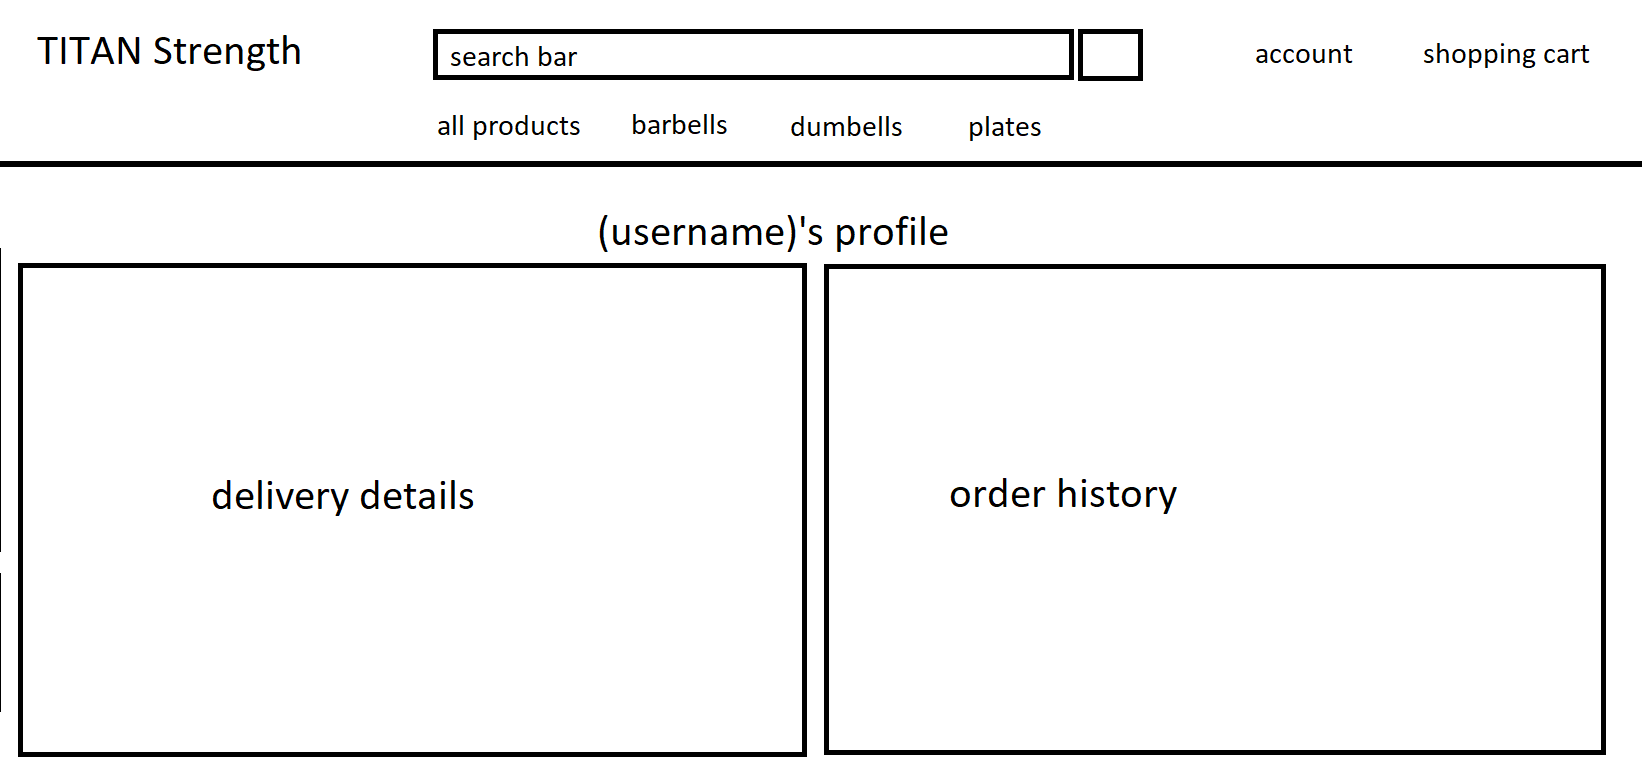 TITAN Strength
search bar
account
shopping cart
all products
barbells
dumbells
plates
(username)'s profile
delivery details
order history